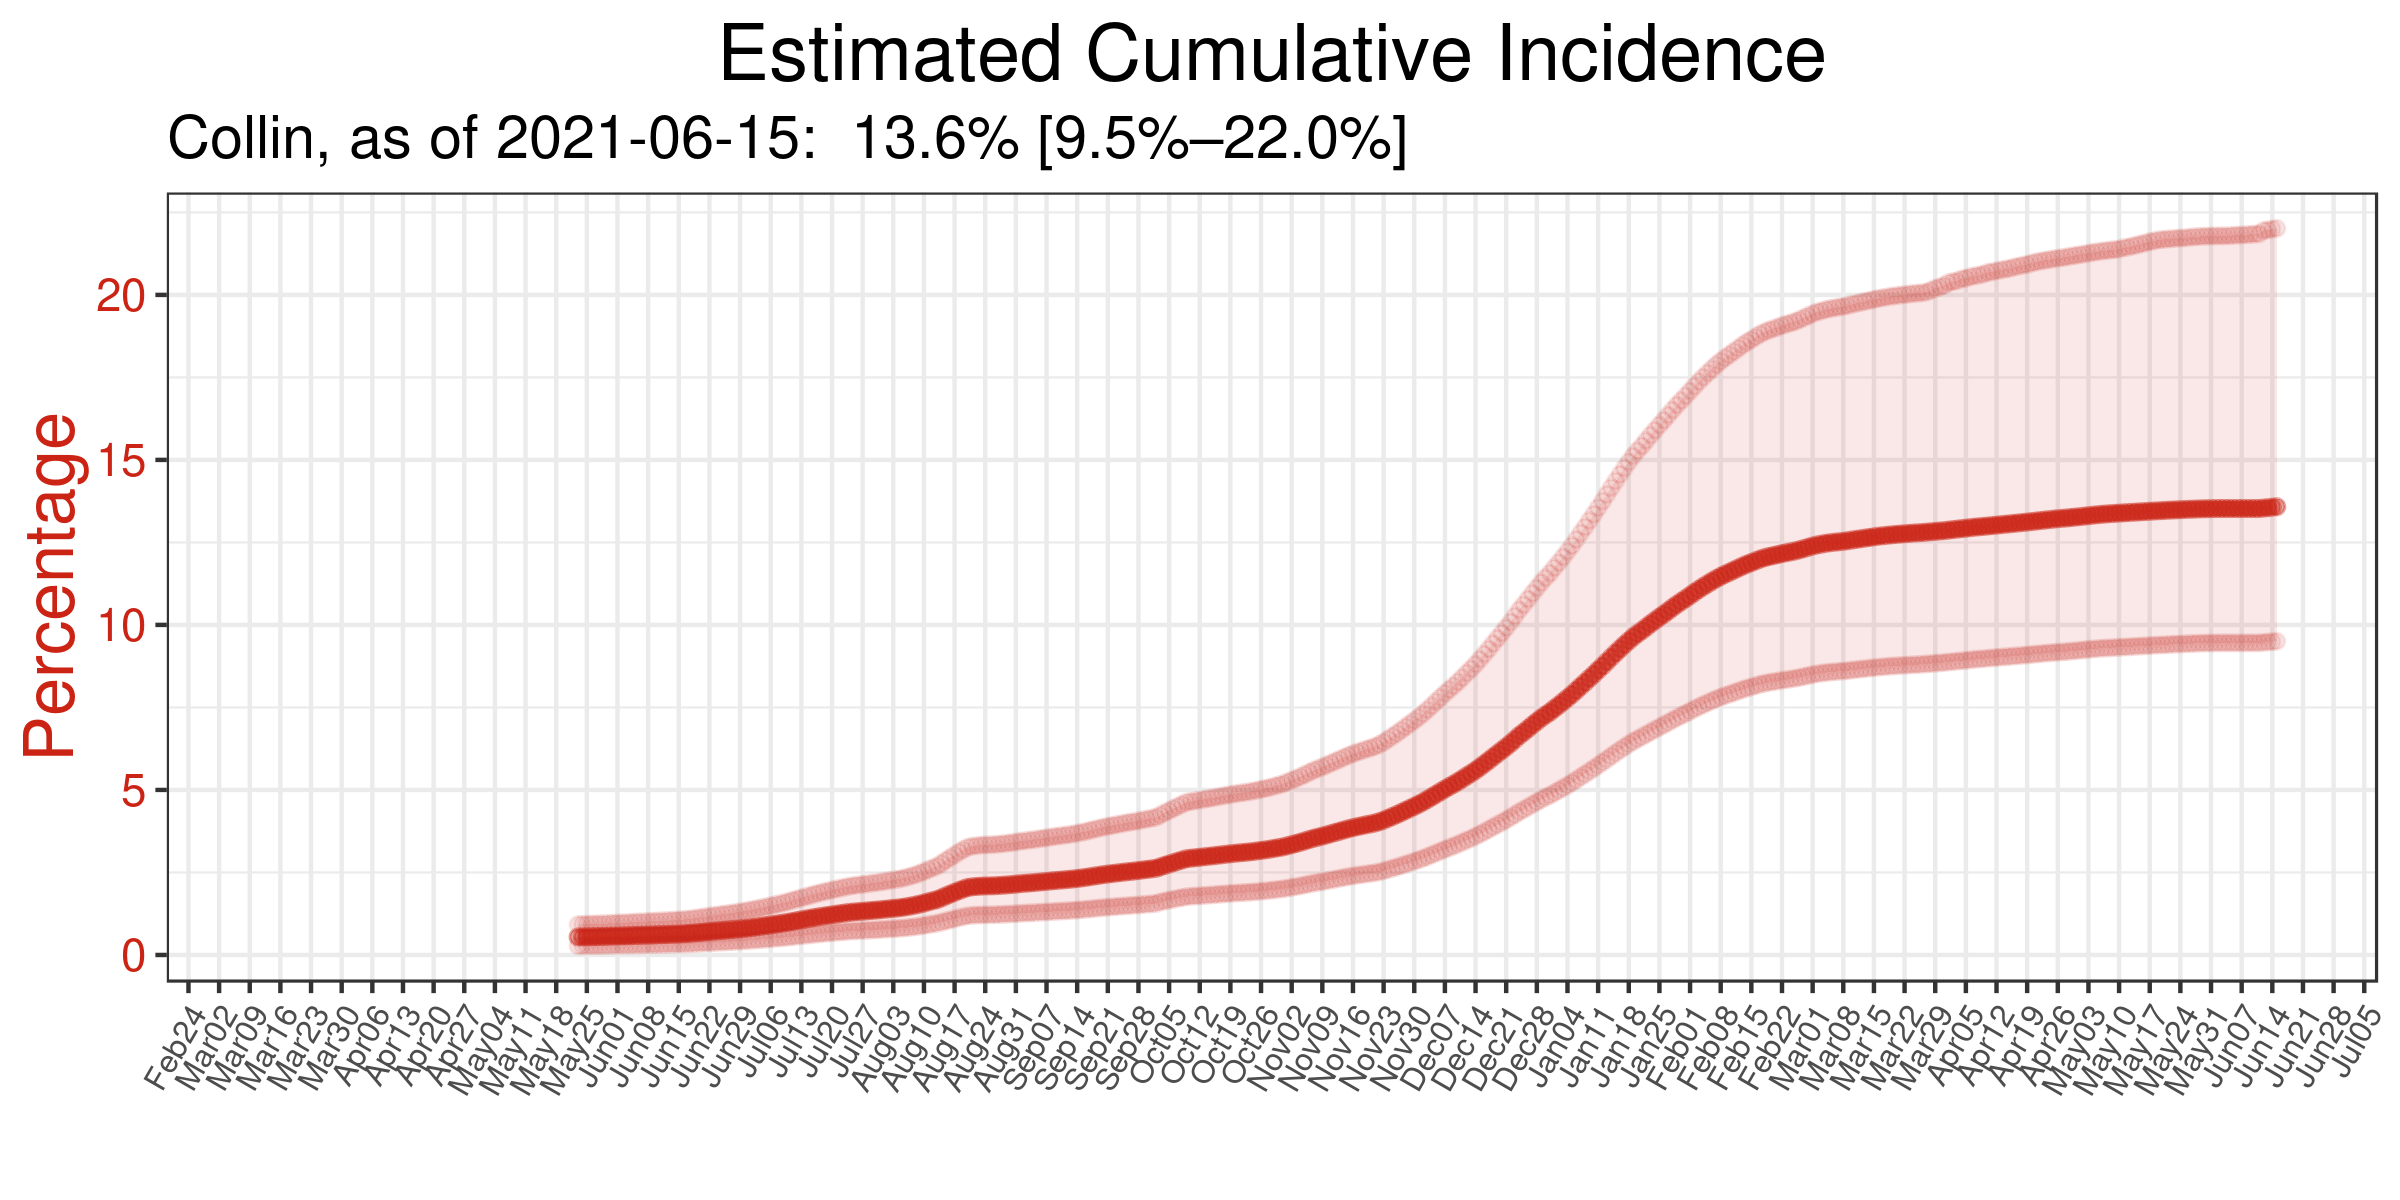 Estimated Cumulative Incidence
Collin, as of 2021-06-15:  13.6% [9.5%–22.0%]
Percentage
20
15
10
5
0
Feb24 Mar02 Mar09 Mar16 Mar23 Mar30 Apr06 Apr13 Apr20 Apr27 May04 May11 May18 May25 Jun01 Jun08 Jun15 Jun22 Jun29 Jul06 Jul13 Jul20 Jul27 Aug03 Aug10 Aug17 Aug24 Aug31 Sep07 Sep14 Sep21 Sep28 Oct05 Oct12 Oct19 Oct26 Nov02 Nov09 Nov16 Nov23 Nov30 Dec07 Dec14 Dec21 Dec28 Jan04 Jan11 Jan18 Jan25 Feb01 Feb08 Feb15 Feb22 Mar01 Mar08 Mar15 Mar22 Mar29 Apr05 Apr12 Apr19 Apr26 May03 May10 May17 May24 May31 Jun07 Jun14 Jun21 Jun28 Jul05